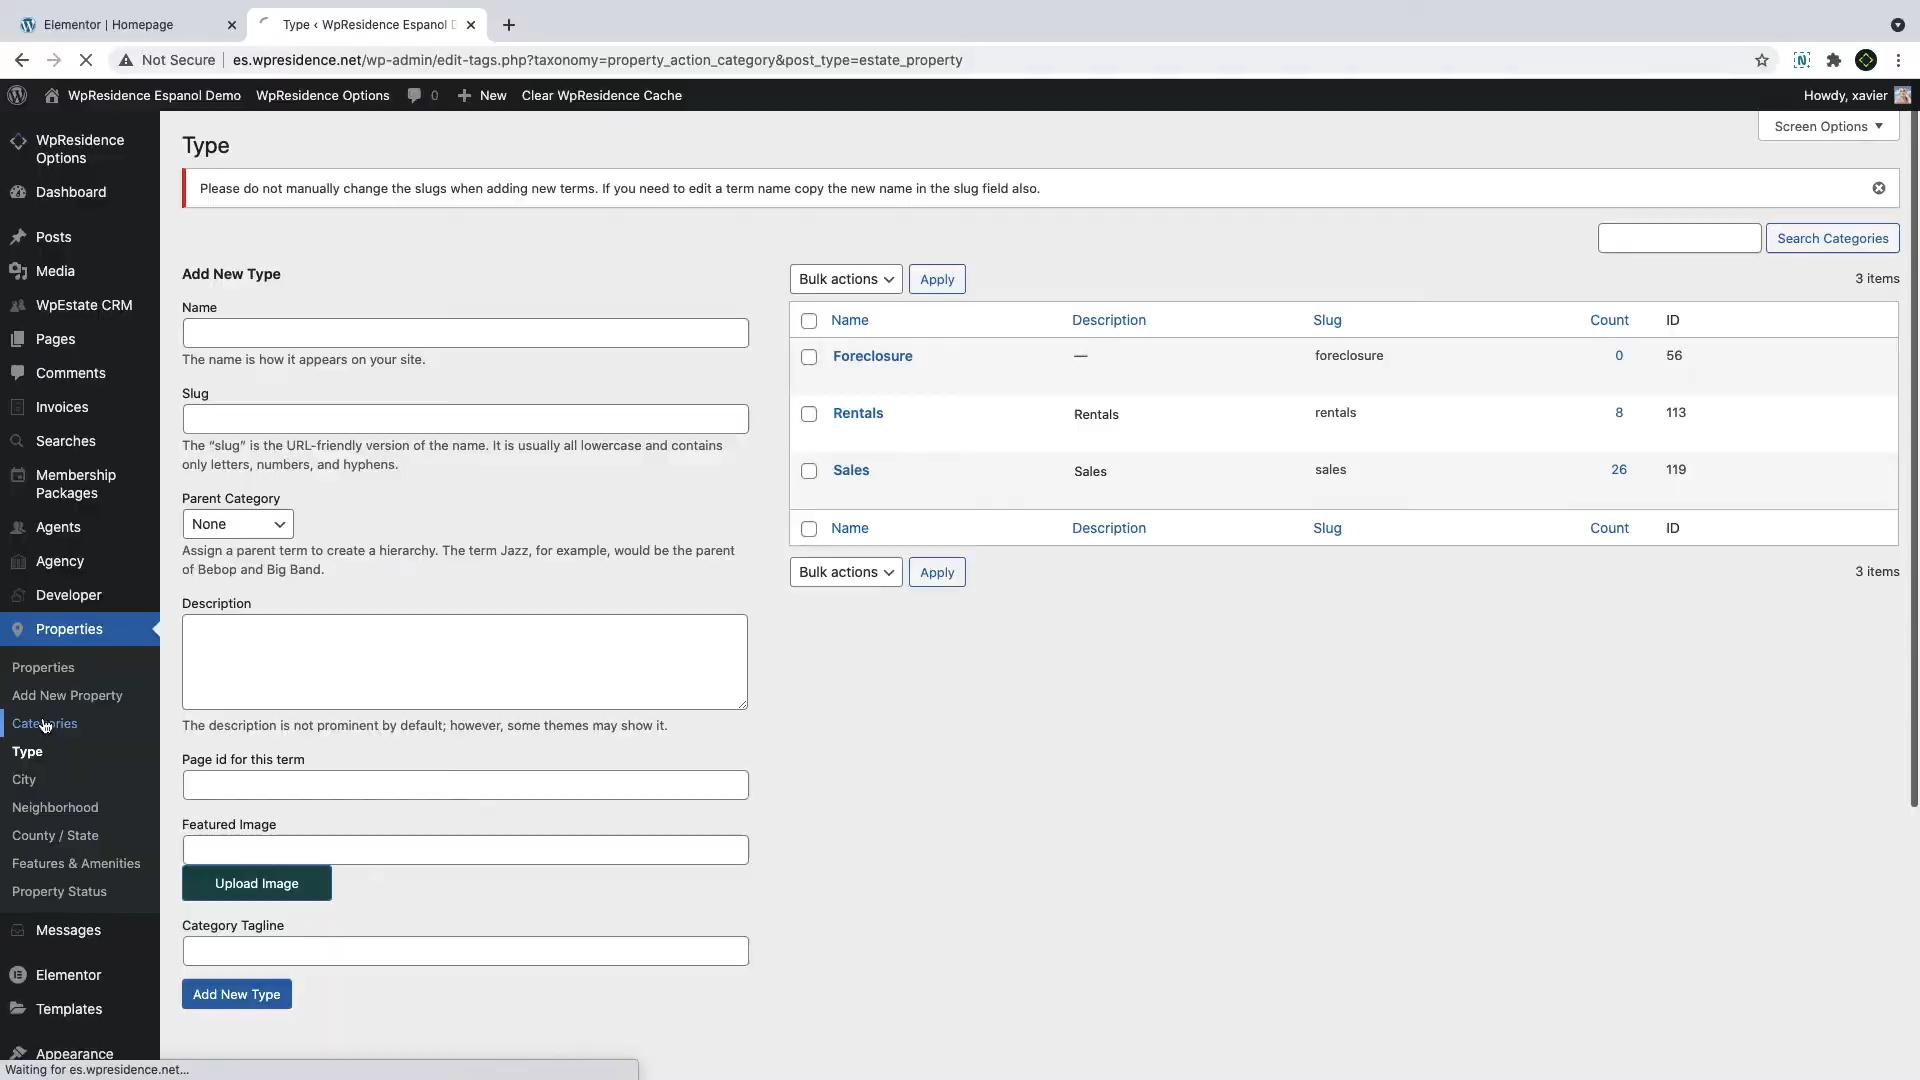 Elementor | Homepage
Type ‹ WpResidence Espanol D
Not Secure
es.wpresidence.net/wp-admin/edit-tags.php?taxonomy=property_action_category&post_type=estate_property
WpResidence Espanol Demo
WpResidence Options
0
New
Clear WpResidence Cache
Howdy, xavier
WpResidence
Options
Dashboard
Posts
Media
WpEstate CRM
Pages
Comments
Invoices
Searches
Membership
Packages
Agents
Agency
Developer
Properties
Properties
Add New Property
Categories
Type
City
Neighborhood
County / State
Features & Amenities
Property Status
Messages
Elementor
Templates
Appearance
Waiting for es.wpresidence.net...
Screen Options
Type
Please do not manually change the slugs when adding new terms. If you need to edit a term name copy the new name in the slug field also.
Search Categories
Add New Type
Name
The name is how it appears on your site.
Slug
The “slug” is the URL-friendly version of the name. It is usually all lowercase and contains
only letters, numbers, and hyphens.
Parent Category
None
Assign a parent term to create a hierarchy. The term Jazz, for example, would be the parent
of Bebop and Big Band.
Description
The description is not prominent by default; however, some themes may show it.
Page id for this term
Featured Image
Upload Image
Category Tagline
Add New Type
Bulk actions
Apply
3 items
Name Description Slug Count ID
Foreclosure — foreclosure 0 56
Rentals Rentals rentals 8 113
Sales Sales sales 26 119
Name Description Slug Count ID
Bulk actions
Apply
3 items